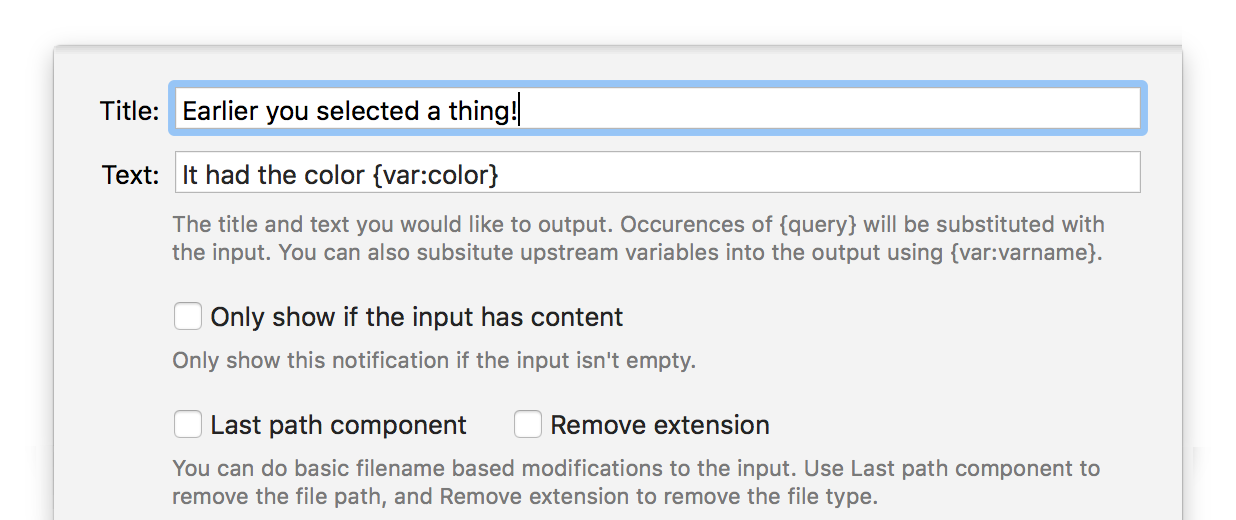 Title: Earlier you selected a thing!
Text: It had the color {var:color}
The title and text you would like to output. Occurences of {query} will be substituted with
the input. You can also subsitute upstream variables into the output using {var:varname}.
Only show if the input has content
Only show this notification if the input isn't empty.
Last path component Remove extension
You can do basic filename based modifications to the input. Use Last path component to
remove the file path, and Remove extension to remove the file type.